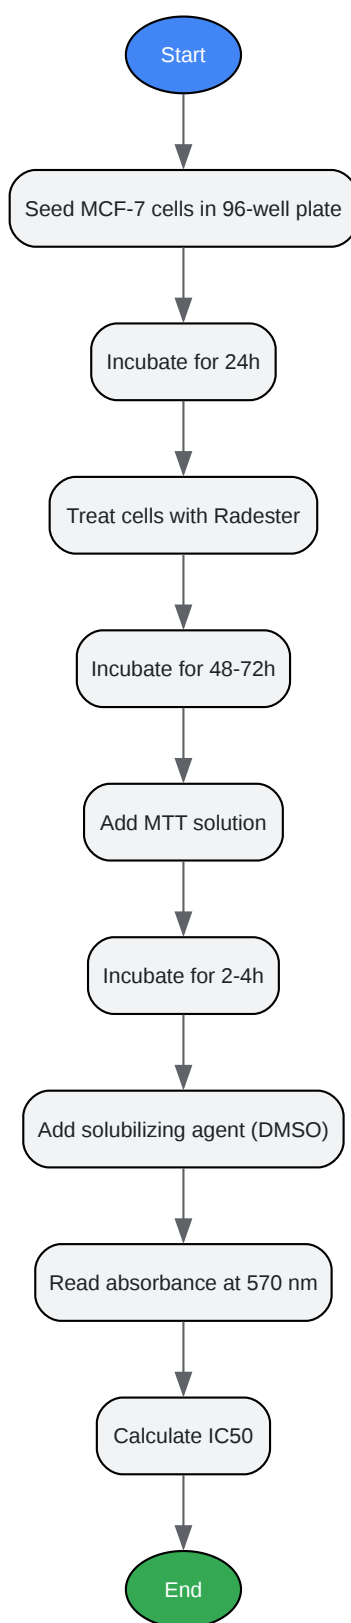 Start
Seed MCF-7 cells in 96-well plate
Incubate for 24h
Treat cells with Radester
Incubate for 48-72h
Add MTT solution
Incubate for 2-4h
Add solubilizing agent (DMSO)
Read absorbance at 570 nm
Calculate IC50
End